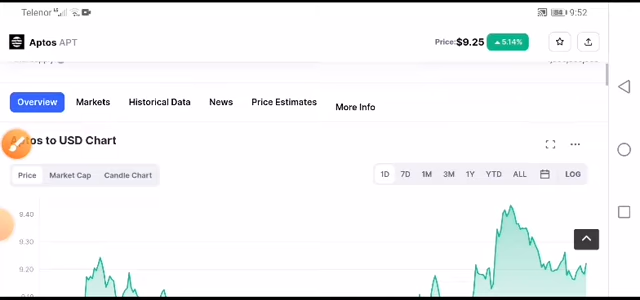 Telenor 9:52
Aptos APT Price: $9.25 5.14%
Overview Markets Historical Data News Price Estimates More Info
tos to USD Chart
Price Market Cap Candle Chart 1D 7D 1M 3M 1Y YTD ALL LOG
9.40
9.30
9.20